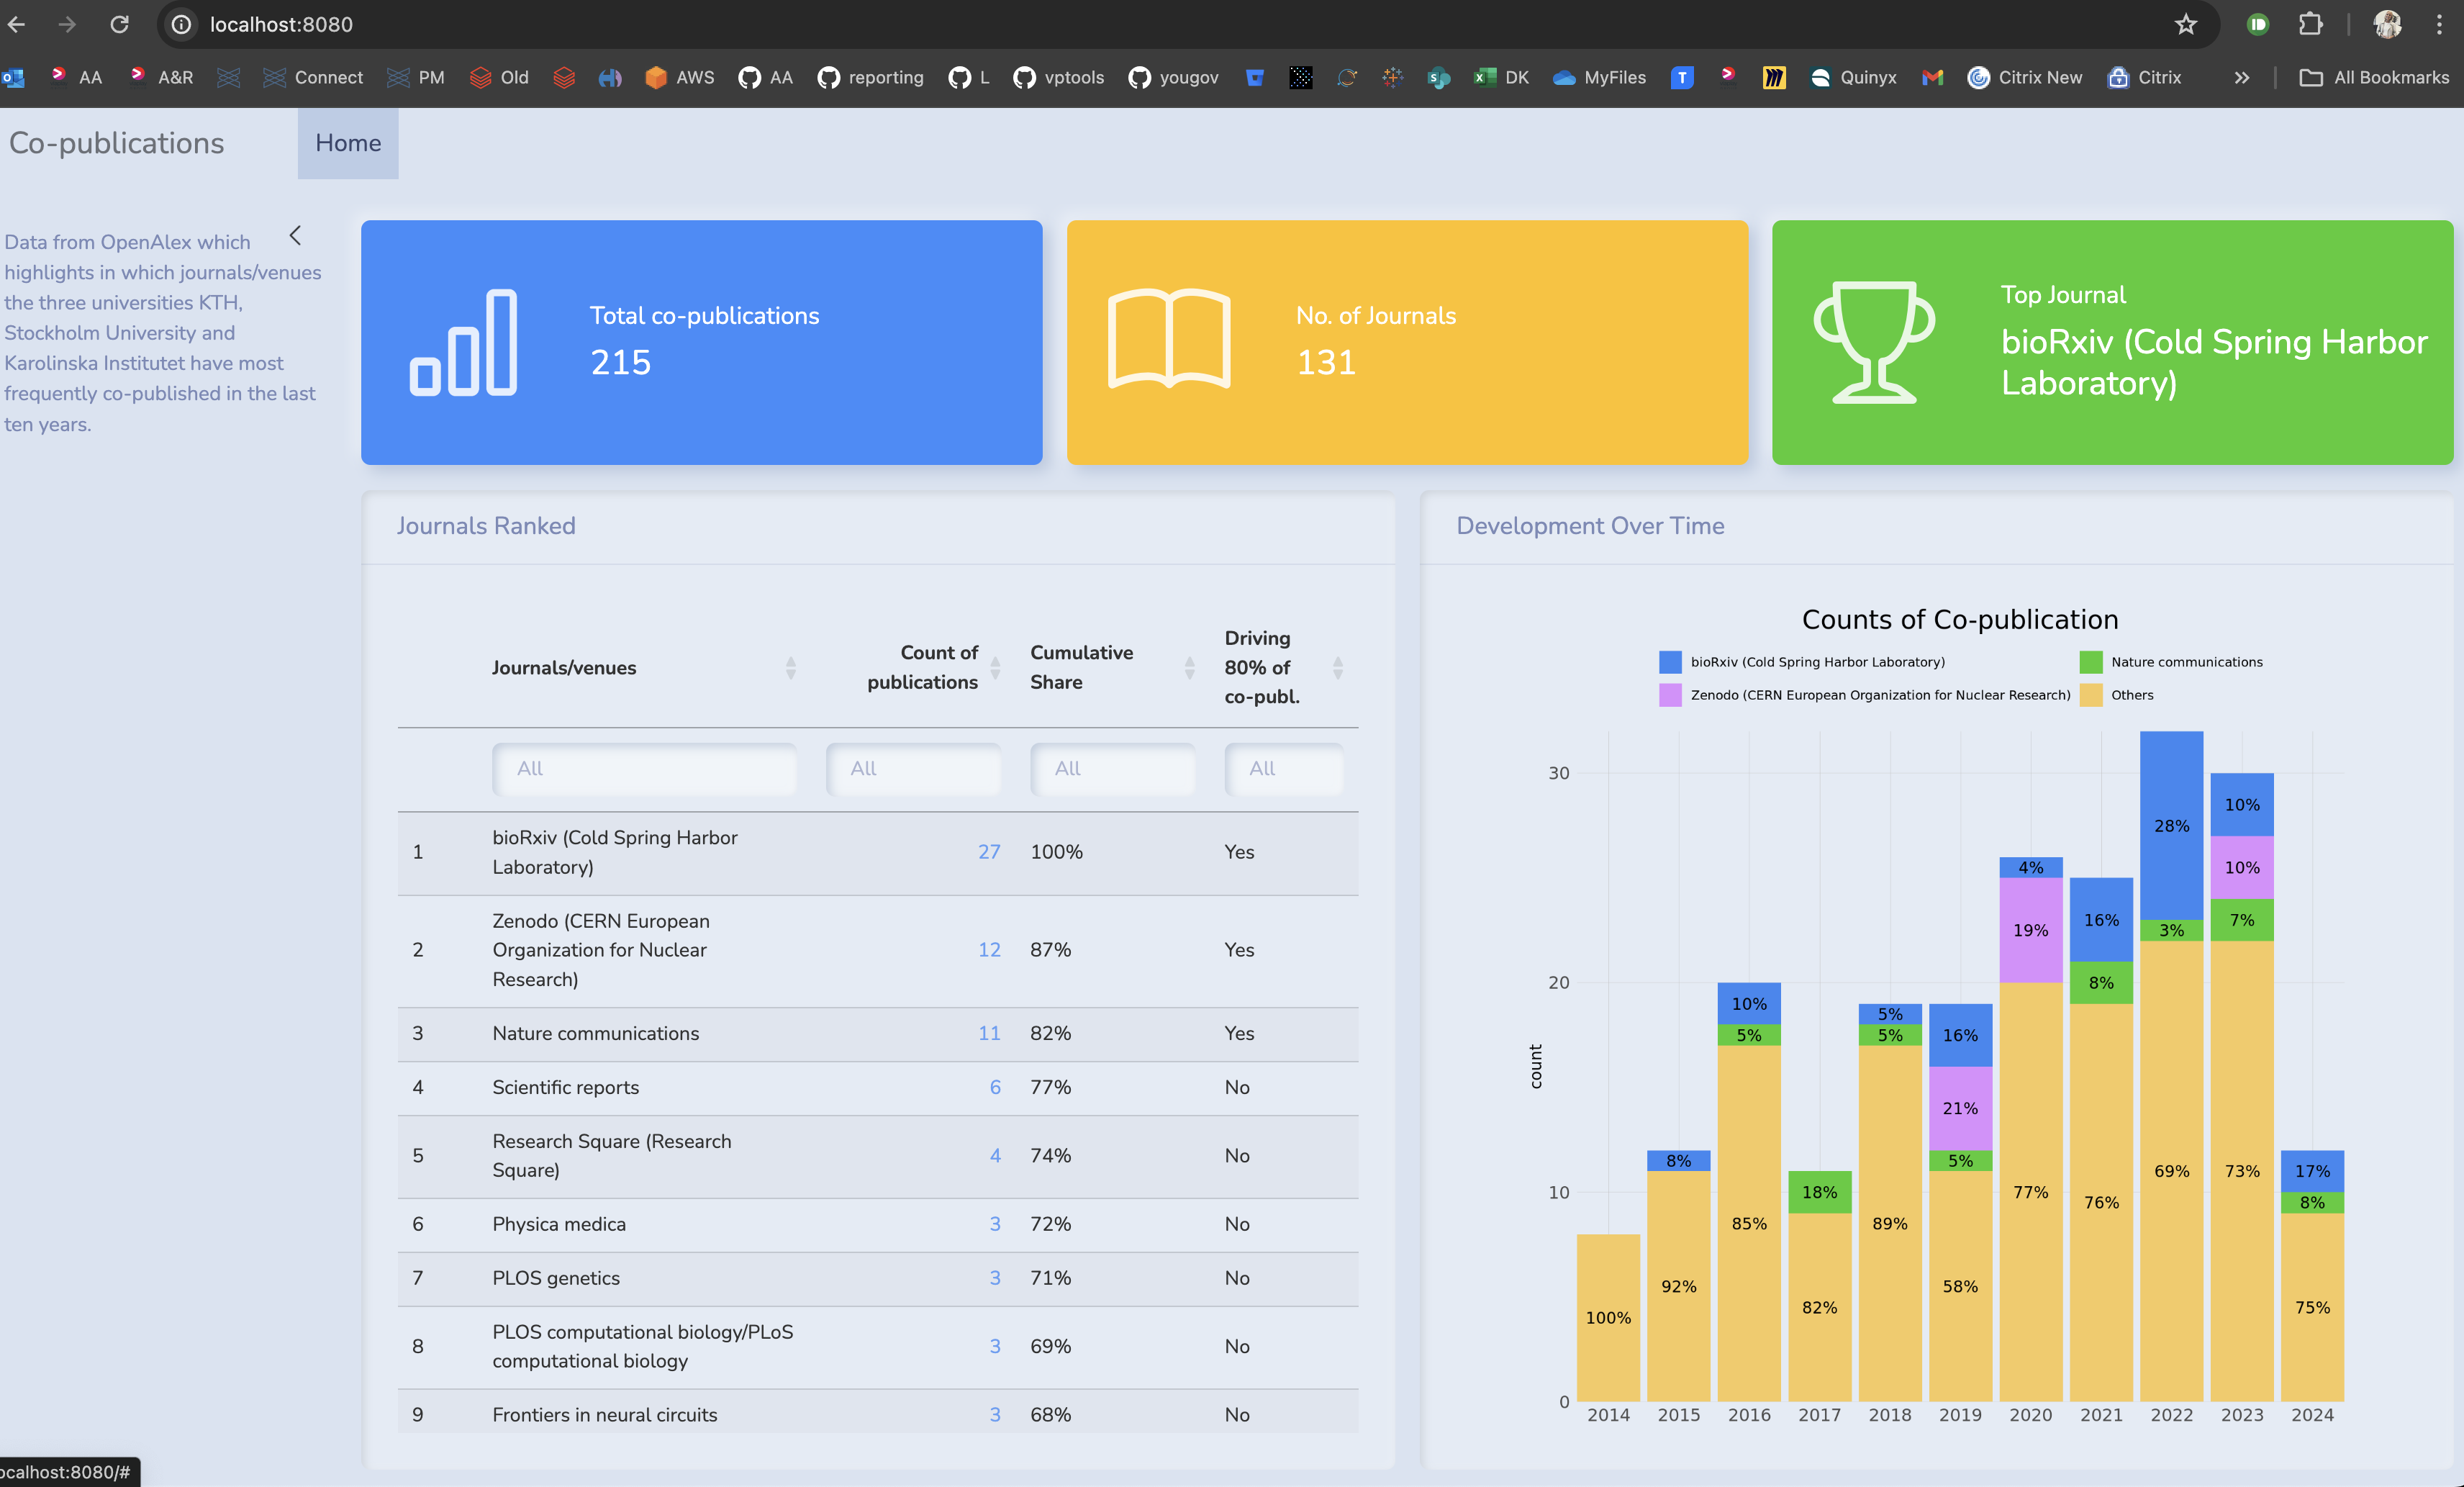 localhost:8080
AA
A&R
Connect
PM
Old
AWS
AA
reporting
L
vptools
yougov
DK
MyFiles
Quinyx
Citrix New
Citrix
All Bookmarks
Co-publications
Home
Data from OpenAlex which
highlights in which journals/venues
the three universities KTH,
Stockholm University and
Karolinska Institutet have most
frequently co-published in the last
ten years.
Total co-publications
215
No. of Journals
131
Top Journal
bioRxiv (Cold Spring Harbor
Laboratory)
Journals Ranked
Journals/venues
Count of
publications
Cumulative
Share
Driving
80% of
co-publ.
All All All All
1 bioRxiv (Cold Spring Harbor
Laboratory) 27 100% Yes
2 Zenodo (CERN European
Organization for Nuclear
Research) 12 87% Yes
3 Nature communications 11 82% Yes
4 Scientific reports 6 77% No
5 Research Square (Research
Square) 4 74% No
6 Physica medica 3 72% No
7 PLOS genetics 3 71% No
8 PLOS computational biology/PLoS
computational biology 3 69% No
9 Frontiers in neural circuits 3 68% No
Development Over Time
Counts of Co-publication
bioRxiv (Cold Spring Harbor Laboratory)
Nature communications
Zenodo (CERN European Organization for Nuclear Research)
Others
count
30
20
10
0
100%
8%
92%
10%
5%
85%
18%
82%
5%
5%
89%
16%
21%
5%
58%
4%
19%
77%
16%
8%
76%
28%
3%
69%
10%
10%
7%
73%
17%
8%
75%
2014 2015 2016 2017 2018 2019 2020 2021 2022 2023 2024
ocalhost:8080/#